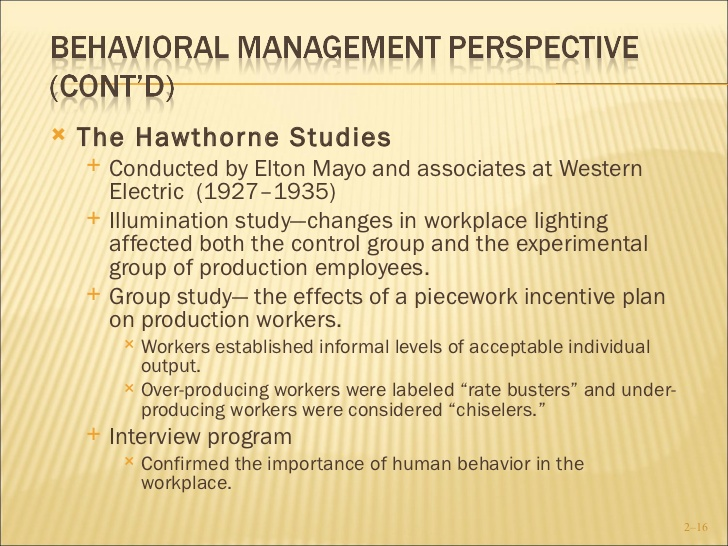 BEHAVIORAL MANAGEMENT PERSPECTIVE
(CONT'D)
The Hawthorne Studies
Conducted by Elton Mayo and associates at Western
Electric (1927–1935)
Illumination study—changes in workplace lighting
affected both the control group and the experimental
group of production employees.
Group study— the effects of a piecework incentive plan
on production workers.
Workers established informal levels of acceptable individual
output.
Over-producing workers were labeled “rate busters” and under-
producing workers were considered “chiselers.”
Interview program
Confirmed the importance of human behavior in the
workplace.
2–16